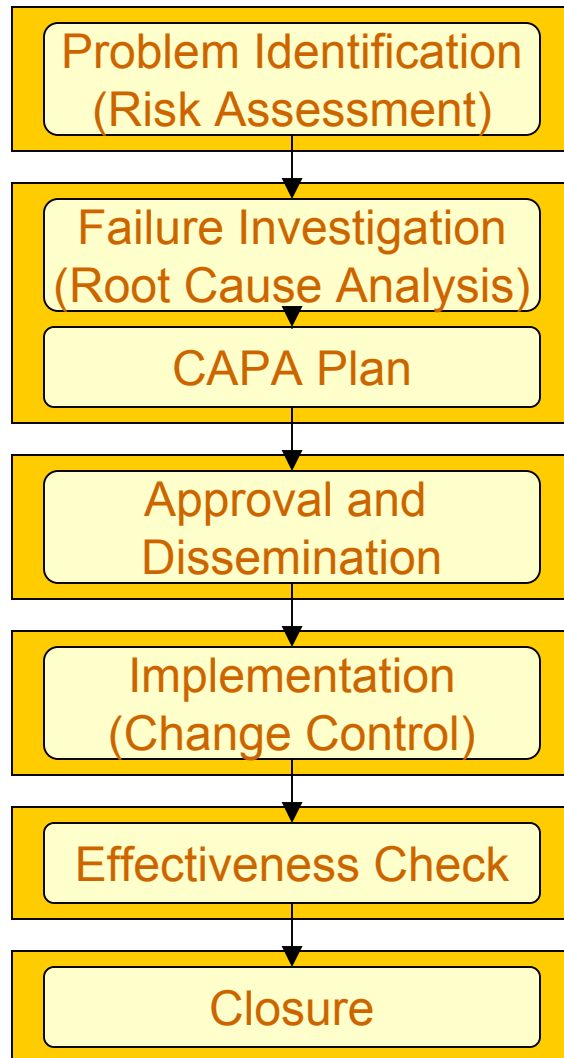 Problem Identification
(Risk Assessment)
Failure Investigation
(Root Cause Analysis)
CAPA Plan
Approval and
Dissemination
Implementation
(Change Control)
Effectiveness Check
Closure